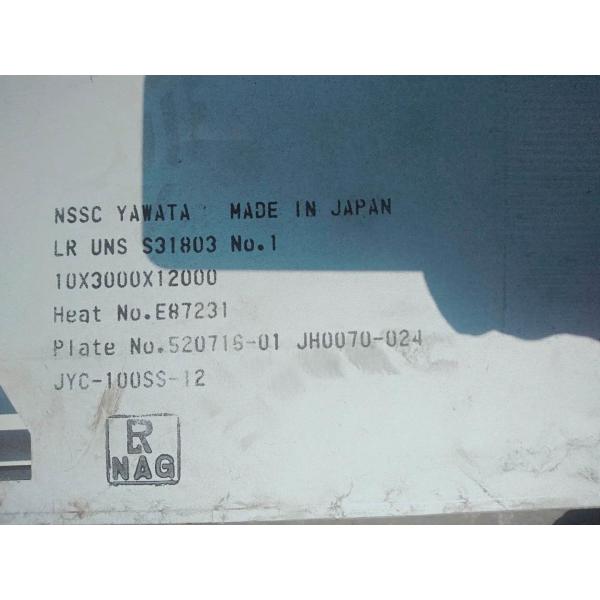 NSSC YAWATA MADE IN JAPAN
LR UNS S31803 No.1
10X3000X12000
Heat No.E87231
Plate No.520716-01 JH0070-024
JYC-100SS-12
LR
NAG